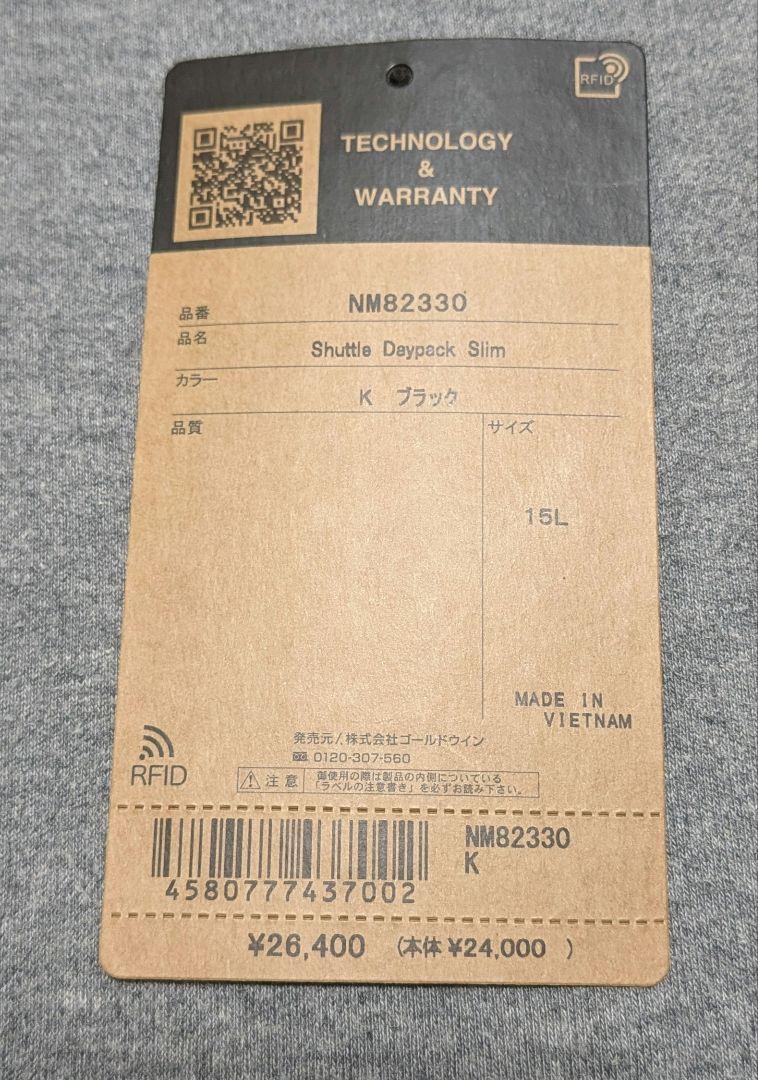 RFID
TECHNOLOGY
&
WARRANTY
品番 NM82330
品名
Shuttle Daypack Slim
カラー
K ブラック
品質
サイズ
15L
MADE IN
VIETNAM
発売元/株式会社ゴールドウイン
0120-307-560
RFID
注意
御使用の際は製品の内側についている
「ラベルの注意書き」を必ずお読み下さい。
NM82330
K
4580777437002
¥26,400 (本体 ¥24,000 )